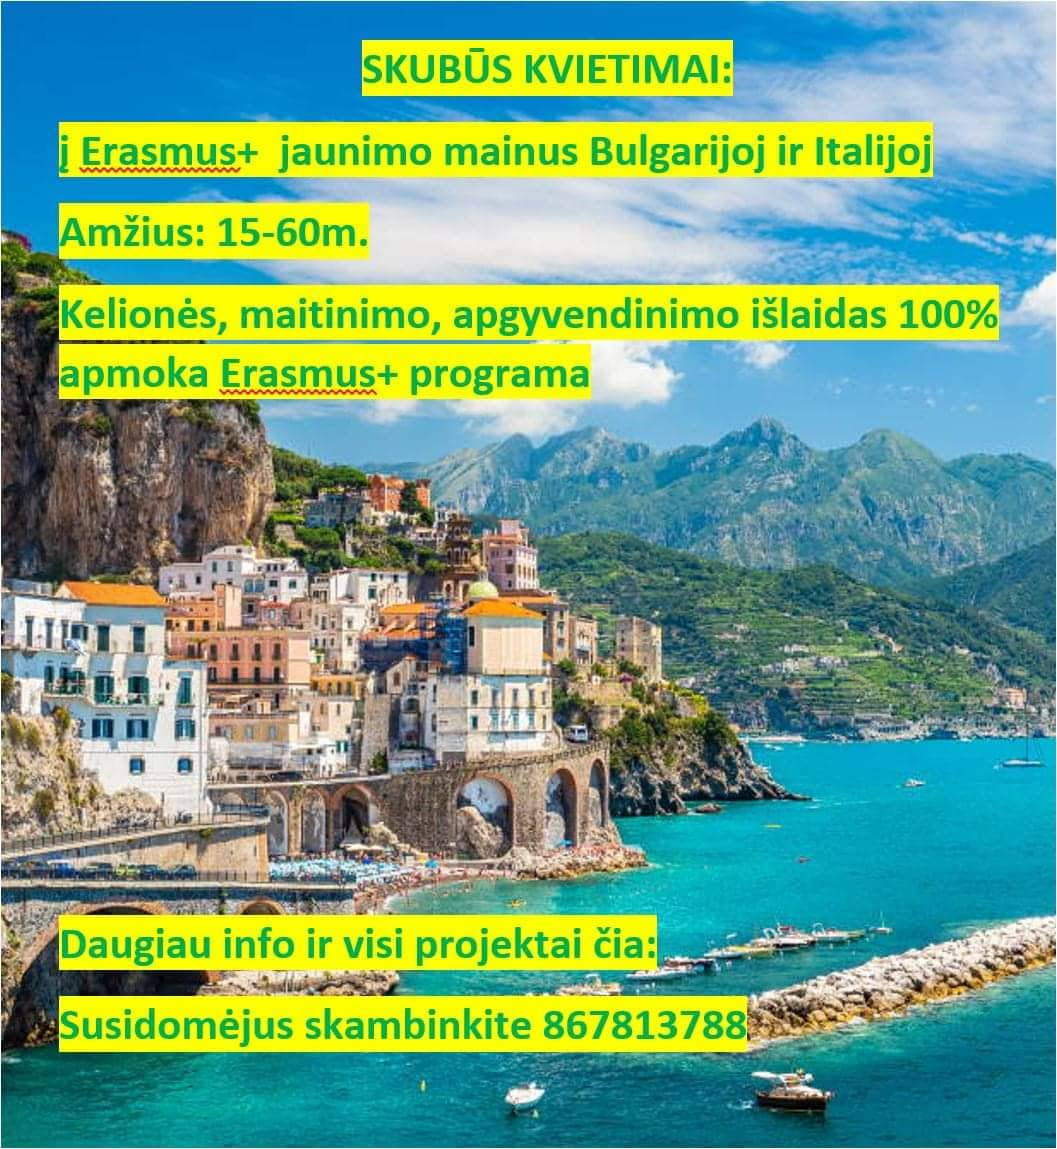 SKUBŪS KVIETIMAI:
į Erasmus+  jaunimo mainus Bulgarijoj ir Italijoj
Amžius: 15-60m.
Kelionės, maitinimo, apgyvendinimo išlaidas 100%
apmoka Erasmus+ programa
Daugiau info ir visi projektai čia:
Susidomėjus skambinkite 867813788